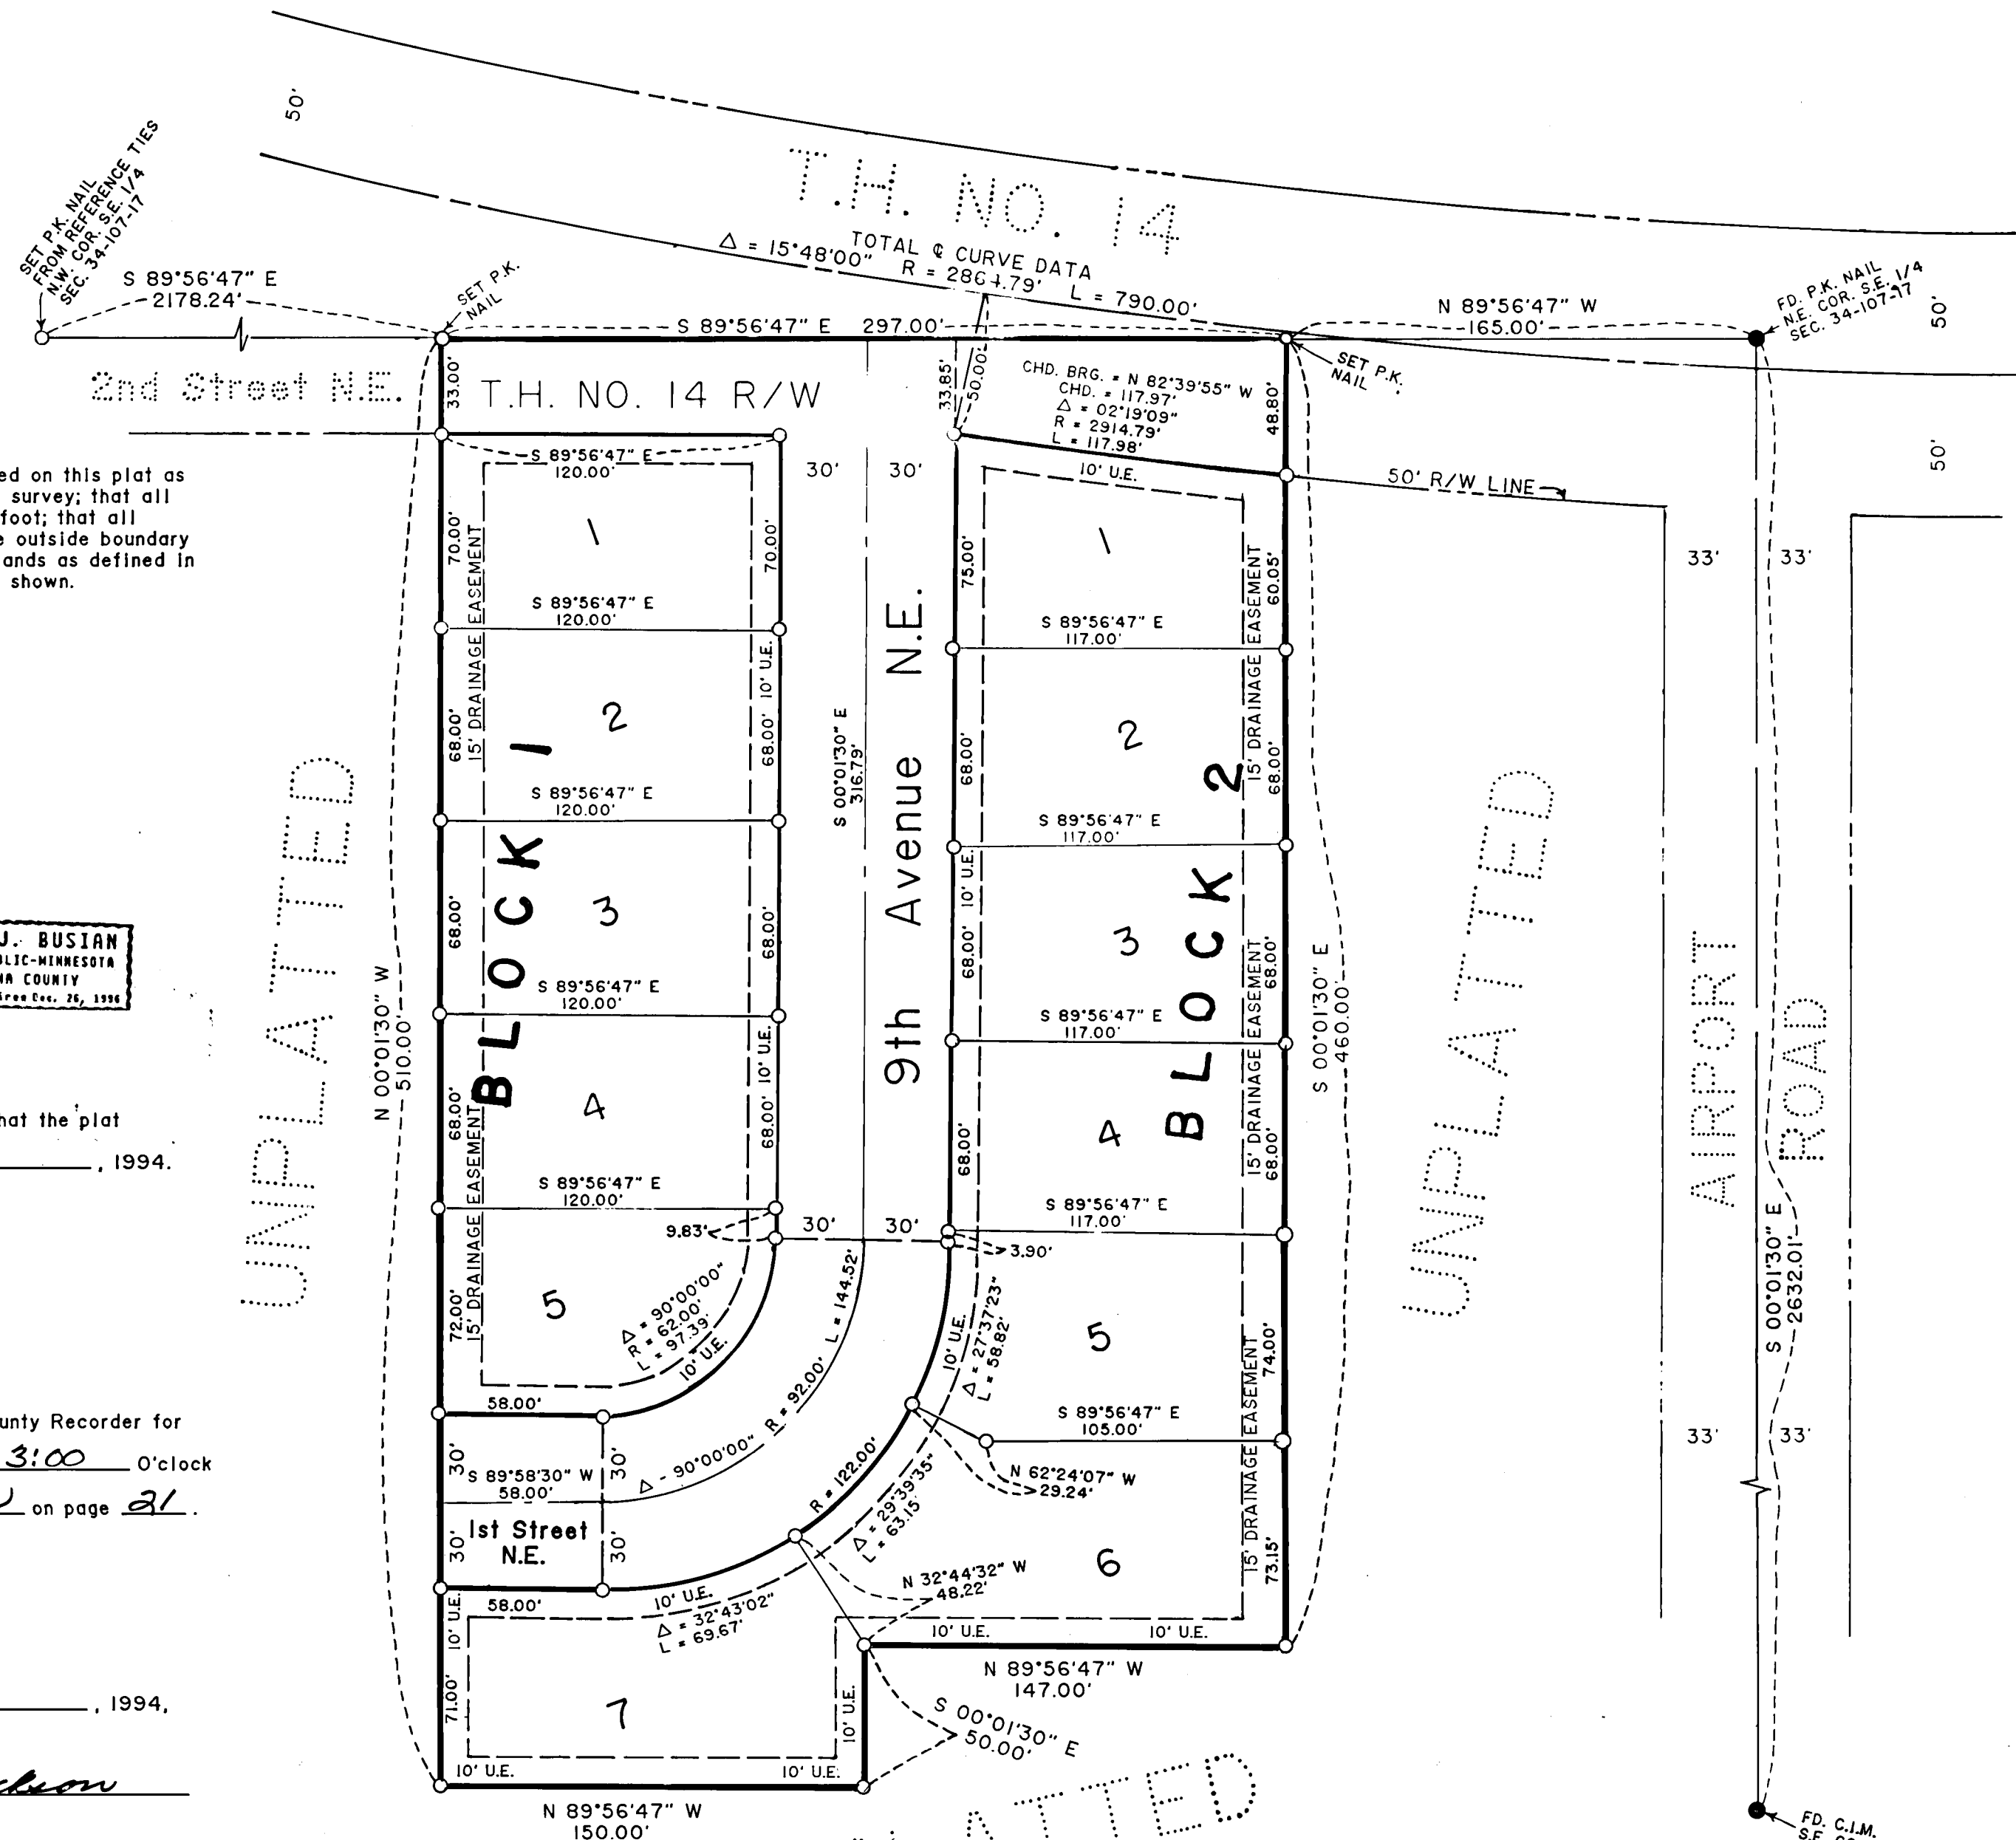 50'
T.H. NO. 14
TOTAL ℄ CURVE DATA
Δ = 15°48'00" R = 2864.79' L = 790.00'
SET P.K. NAIL
FROM REFERENCE TIES
N.W. COR. S.E. 1/4
SEC. 34-107-17
S 89°56'47" E
2178.24'
SET P.K.
NAIL
S 89°56'47" E 297.00'
N 89°56'47" W
165.00'
FD. P.K. NAIL
N.E. COR. S.E. 1/4
SEC. 34-107-17
50'
50'
SET P.K.
NAIL
2nd Street N.E.
33.00'
T.H. NO. 14 R/W
33.85'
50.00'
CHD. BRG. = N 82°39'55" W
CHD. = 117.97'
Δ = 02°19'09"
R = 2914.79'
L = 117.98'
48.80'
50' R/W LINE
ed on this plat as
survey; that all
foot; that all
e outside boundary
ands as defined in
shown.
S 89°56'47" E
120.00'
30' 30'
10' U.E.
33' 33'
70.00'
15' DRAINAGE EASEMENT
1
70.00'
75.00'
1
15' DRAINAGE EASEMENT
60.05'
S 89°56'47" E
120.00'
S 89°56'47" E
117.00'
68.00'
2
68.00'
10' U.E.
68.00'
2
68.00'
S 89°56'47" E
120.00'
S 89°56'47" E
117.00'
S 00°01'30" E
316.79'
9th Avenue N.E.
BLOCK 1
BLOCK 2
UNPLATTED
UNPLATTED
68.00'
3
68.00'
68.00'
10' U.E.
3
15' DRAINAGE EASEMENT
68.00'
S 89°56'47" E
120.00'
S 89°56'47" E
117.00'
J. BUSIAN
LIC-MINNESOTA
NA COUNTY
ires Dec. 26, 1996
N 00°01'30" W
510.00'
S 00°01'30" E
460.00'
AIRPORT
ROAD
S 00°01'30" E
2632.01'
hat the plat
, 1994.
68.00'
4
68.00'
10' U.E.
68.00'
4
15' DRAINAGE EASEMENT
68.00'
S 89°56'47" E
120.00'
S 89°56'47" E
117.00'
9.83'
30' 30'
3.90'
72.00'
15' DRAINAGE EASEMENT
5
Δ = 90°00'00"
R = 62.00'
L = 97.39'
10' U.E.
Δ - 90°00'00" R = 92.00' L = 144.52'
10' U.E.
Δ = 27°37'23"
L = 58.82'
5
74.00'
58.00'
S 89°56'47" E
105.00'
33' 33'
unty Recorder for
3:00 O'clock
on page 21.
30' 30'
S 89°58'30" W
58.00'
R = 122.00'
Δ = 29°39'35"
L = 63.15'
N 62°24'07" W
29.24'
1st Street
N.E.
30' 30'
6
15' DRAINAGE EASEMENT
73.15'
N 32°44'32" W
48.22'
58.00'
10' U.E.
10' U.E.
Δ = 32°43'02"
L = 69.67'
10' U.E. 10' U.E.
N 89°56'47" W
147.00'
71.00'
7
10' U.E.
S 00°01'30" E
50.00'
, 1994,
10' U.E. 10' U.E.
N 89°56'47" W
150.00'
ATTED
FD. C.I.M.